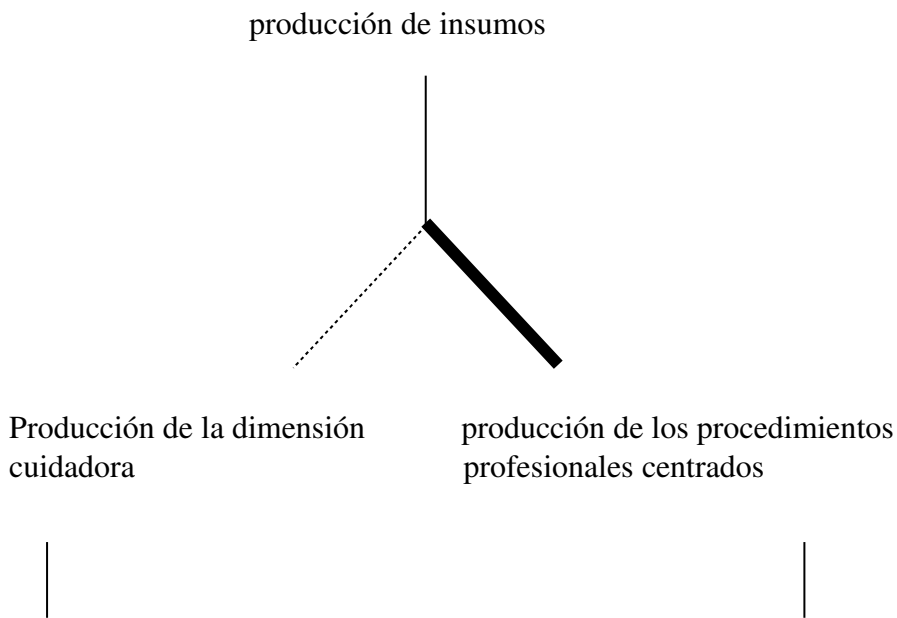 producción de insumos
Producción de la dimensión
cuidadora
producción de los procedimientos
profesionales centrados